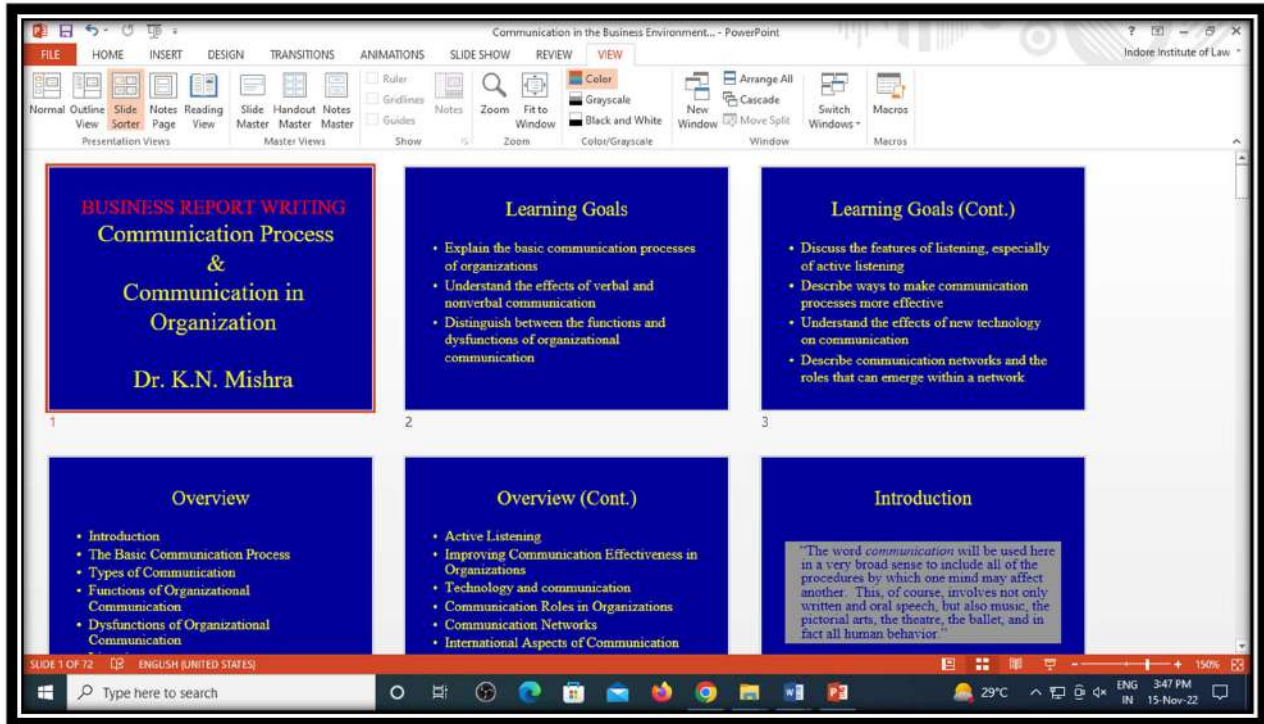 Communication in the Business Environment... - PowerPoint
?
FILE HOME INSERT DESIGN TRANSITIONS ANIMATIONS SLIDE SHOW REVIEW VIEW Indore Institute of Law
Normal Outline View Slide Sorter Notes Page Reading View
Slide Master Handout Master Notes Master
Ruler
Gridlines
Guides
Notes
Zoom Fit to Window
Color
Grayscale
Black and White
New Window
Arrange All
Cascade
Move Split
Switch Windows
Macros
Presentation Views Master Views Show Zoom Color/Grayscale Window Macros
BUSINESS REPORT WRITING
Communication Process
&
Communication in
Organization
Dr. K.N. Mishra
1
Learning Goals
• Explain the basic communication processes
of organizations
• Understand the effects of verbal and
nonverbal communication
• Distinguish between the functions and
dysfunctions of organizational
communication
2
Learning Goals (Cont.)
• Discuss the features of listening, especially
of active listening
• Describe ways to make communication
processes more effective
• Understand the effects of new technology
on communication
• Describe communication networks and the
roles that can emerge within a network
3
Overview
• Introduction
• The Basic Communication Process
• Types of Communication
• Functions of Organizational
Communication
• Dysfunctions of Organizational
Communication
Overview (Cont.)
• Active Listening
• Improving Communication Effectiveness in
Organizations
• Technology and communication
• Communication Roles in Organizations
• Communication Networks
• International Aspects of Communication
Introduction
"The word communication will be used here
in a very broad sense to include all of the
procedures by which one mind may affect
another. This, of course, involves not only
written and oral speech, but also music, the
pictorial arts, the theatre, the ballet, and in
fact all human behavior."
SLIDE 1 OF 72 ENGLISH (UNITED STATES) 150%
Type here to search 29°C ENG 3:47 PM
IN 15-Nov-22